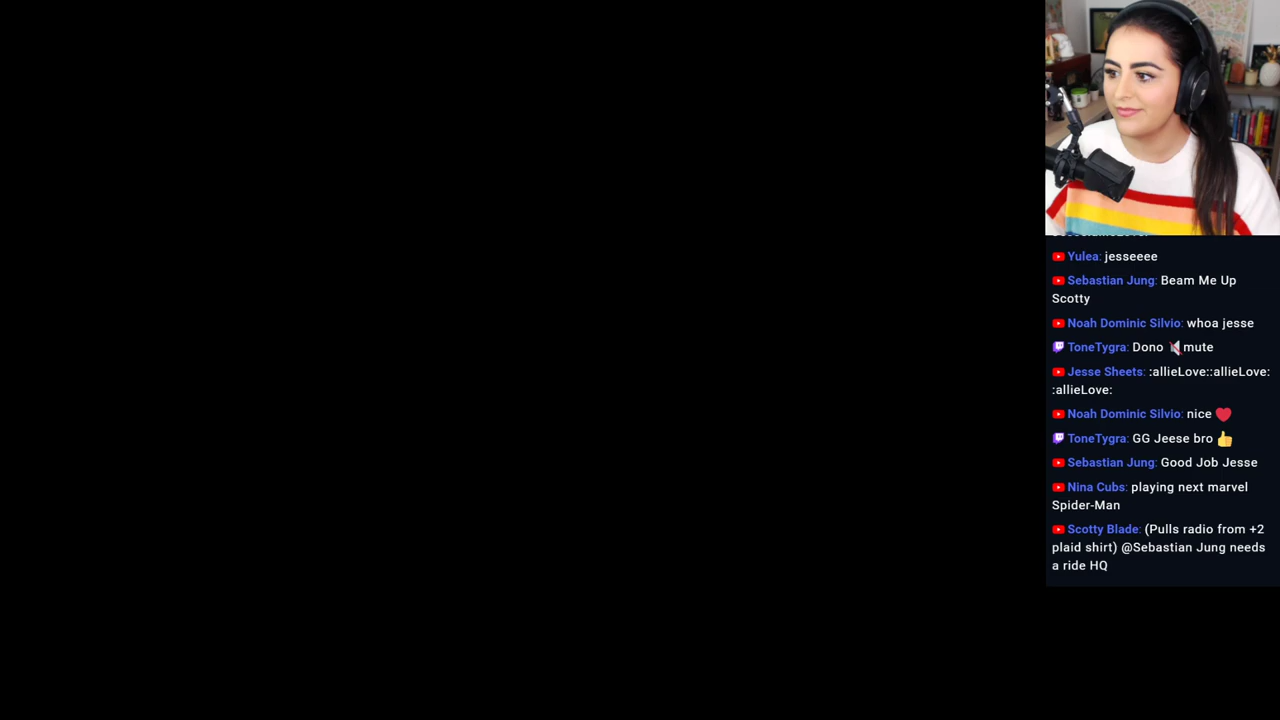 Yulea: jesseeee
Sebastian Jung: Beam Me Up
Scotty
Noah Dominic Silvio: whoa jesse
ToneTygra: Dono 🔇mute
Jesse Sheets: :allieLove::allieLove:
:allieLove:
Noah Dominic Silvio: nice ❤️
ToneTygra: GG Jeese bro 👍
Sebastian Jung: Good Job Jesse
Nina Cubs: playing next marvel
Spider-Man
Scotty Blade: (Pulls radio from +2
plaid shirt) @Sebastian Jung needs
a ride HQ